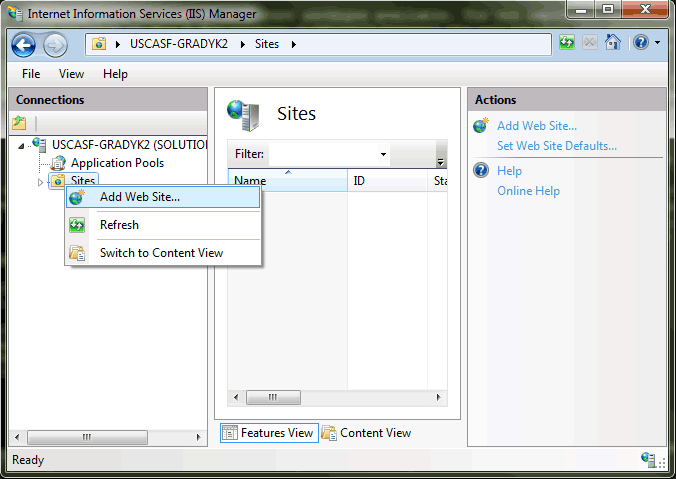 Internet Information Services (IIS) Manager
USCASF-GRADYK2 Sites
File View Help
Connections
USCASF-GRADYK2 (SOLUTION
Application Pools
Sites
Add Web Site...
Refresh
Switch to Content View
Sites
Filter:
Name ID Sta
Features View Content View
Actions
Add Web Site...
Set Web Site Defaults...
Help
Online Help
Ready